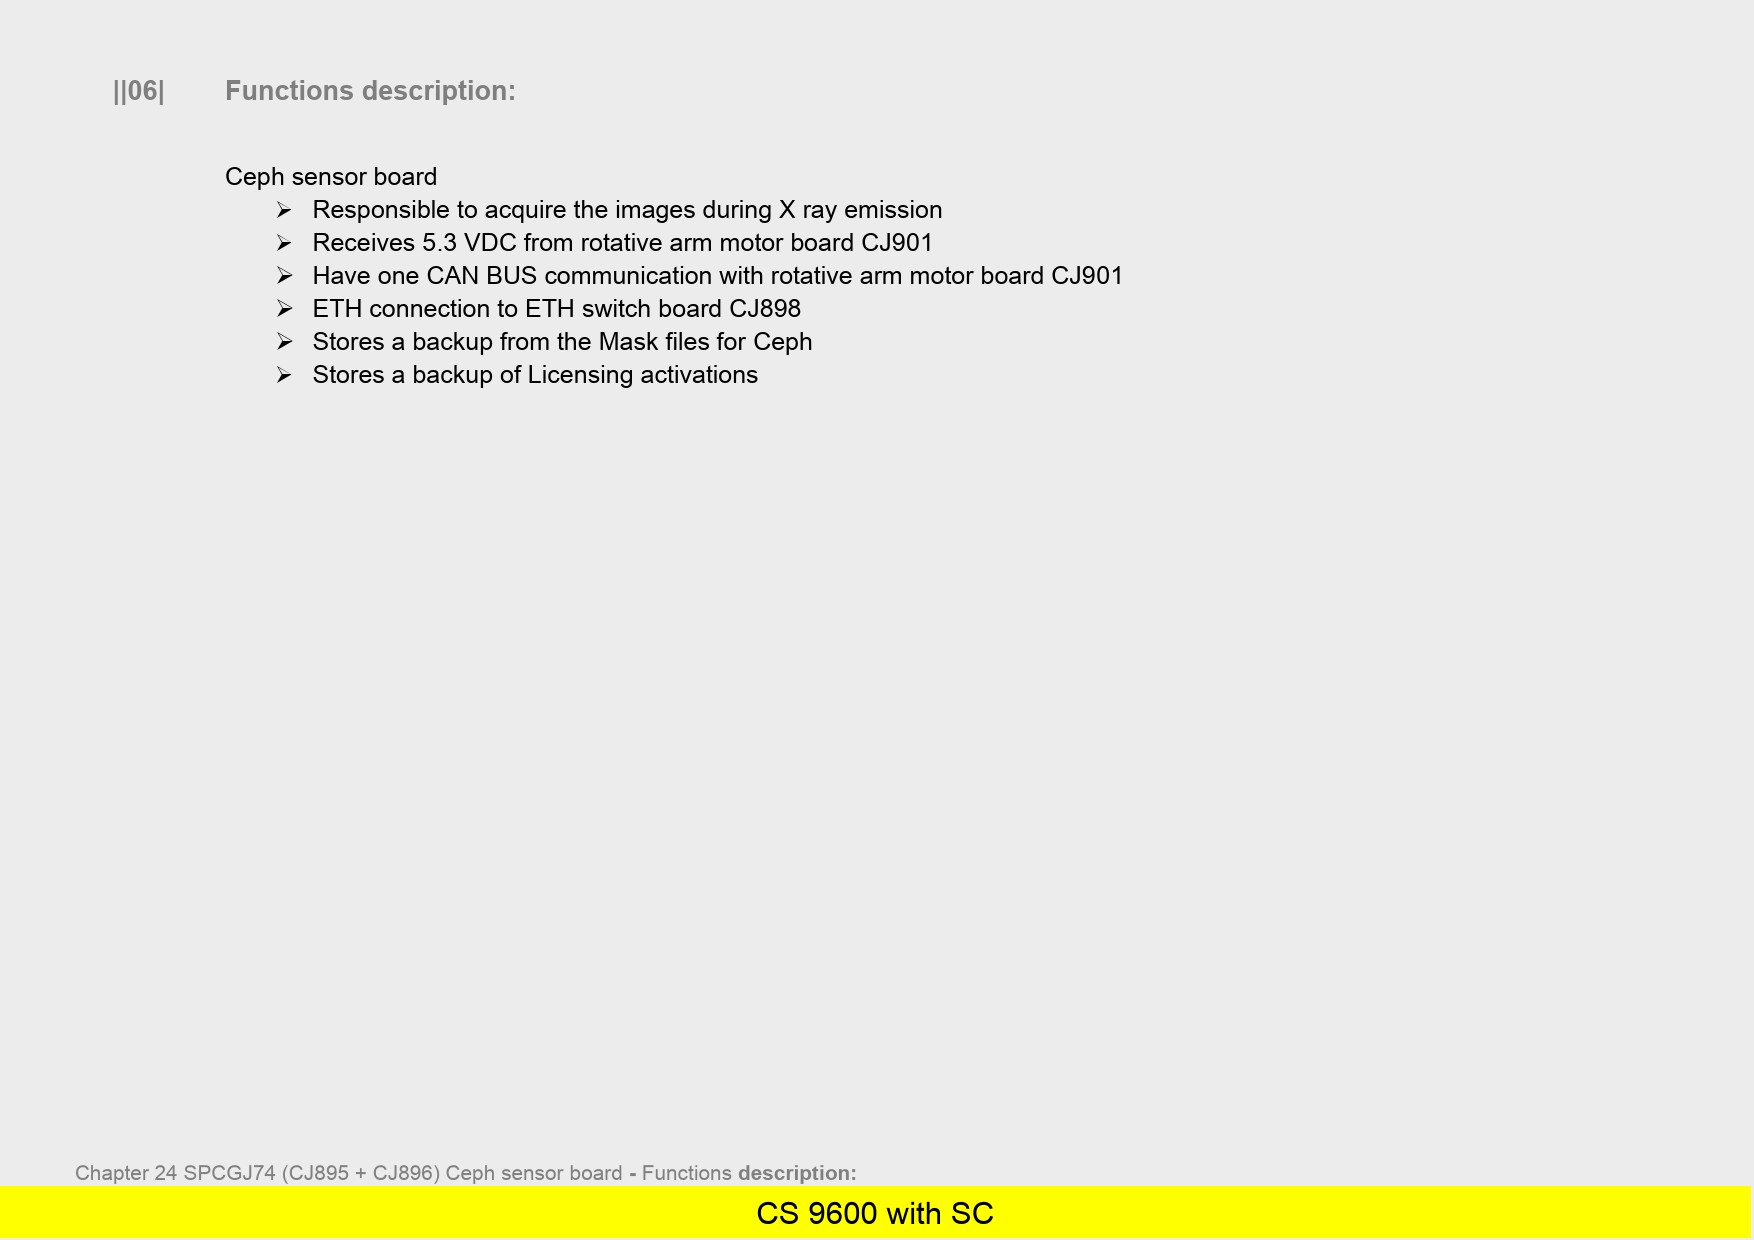 ||06| Functions description:
Ceph sensor board
➢ Responsible to acquire the images during X ray emission
➢ Receives 5.3 VDC from rotative arm motor board CJ901
➢ Have one CAN BUS communication with rotative arm motor board CJ901
➢ ETH connection to ETH switch board CJ898
➢ Stores a backup from the Mask files for Ceph
➢ Stores a backup of Licensing activations
Chapter 24 SPCGJ74 (CJ895 + CJ896) Ceph sensor board - Functions description:
CS 9600 with SC